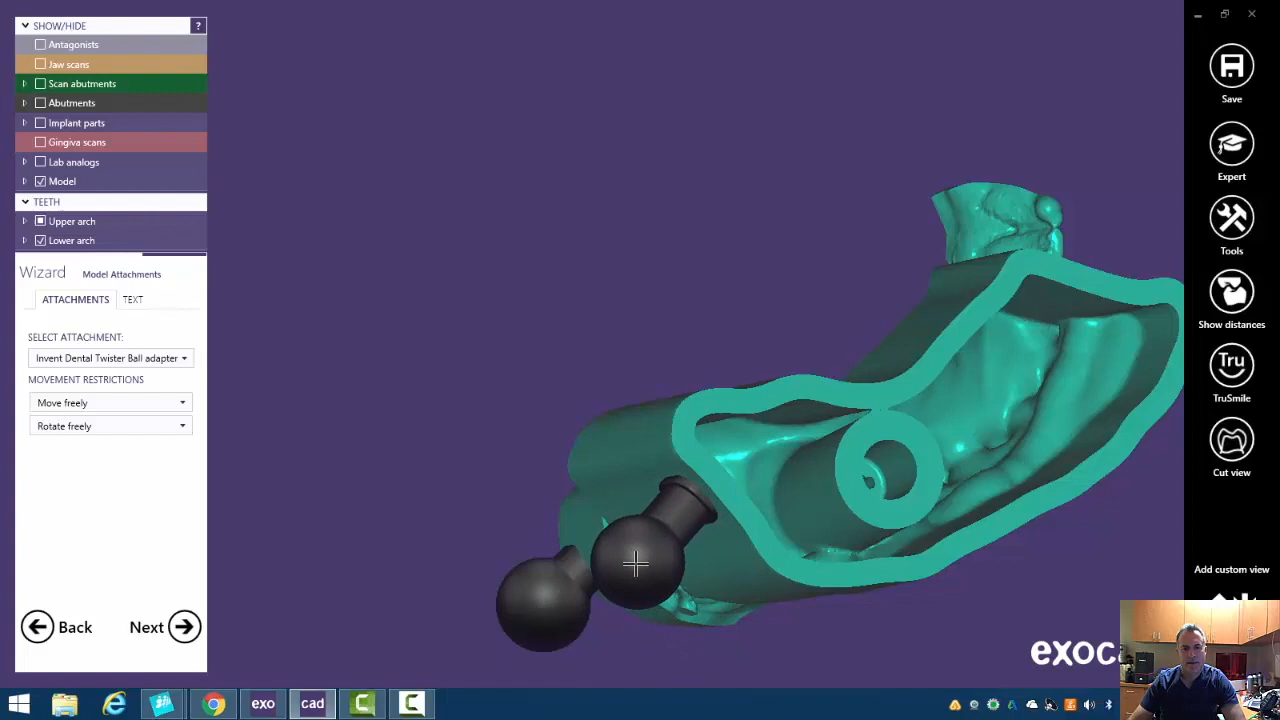 SHOW/HIDE
?
Antagonists
Jaw scans
Scan abutments
Abutments
Implant parts
Gingiva scans
Lab analogs
Model
TEETH
Upper arch
Lower arch
Wizard Model Attachments
ATTACHMENTS TEXT
SELECT ATTACHMENT:
Invent Dental Twister Ball adapter
MOVEMENT RESTRICTIONS
Move freely
Rotate freely
Back Next
Save
Expert
Tools
Show distances
Tru
TruSmile
Cut view
Add custom view
exoc
exo cad